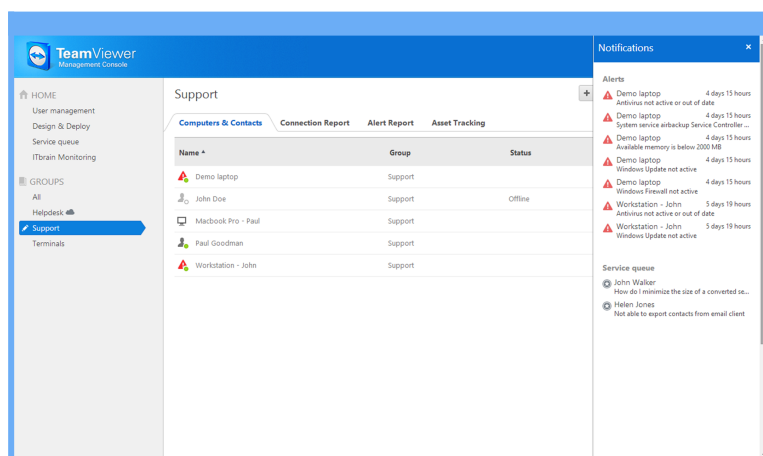 TeamViewer
Management Console
HOME
User management
Design & Deploy
Service queue
ITbrain Monitoring
GROUPS
All
Helpdesk
Support
Terminals
Support
+
Computers & Contacts Connection Report Alert Report Asset Tracking
Name Group Status
Demo laptop Support
John Doe Support Offline
Macbook Pro - Paul Support
Paul Goodman Support
Workstation - John Support
Notifications ×
Alerts
Demo laptop 4 days 15 hours
Antivirus not active or out of date
Demo laptop 4 days 15 hours
System service airbackup Service Controller ...
Demo laptop 4 days 15 hours
Available memory is below 2000 MB
Demo laptop 4 days 15 hours
Windows Update not active
Demo laptop 4 days 15 hours
Windows Firewall not active
Workstation - John 5 days 19 hours
Antivirus not active or out of date
Workstation - John 5 days 19 hours
Windows Update not active
Service queue
John Walker
How do I minimize the size of a converted se...
Helen Jones
Not able to export contacts from email client